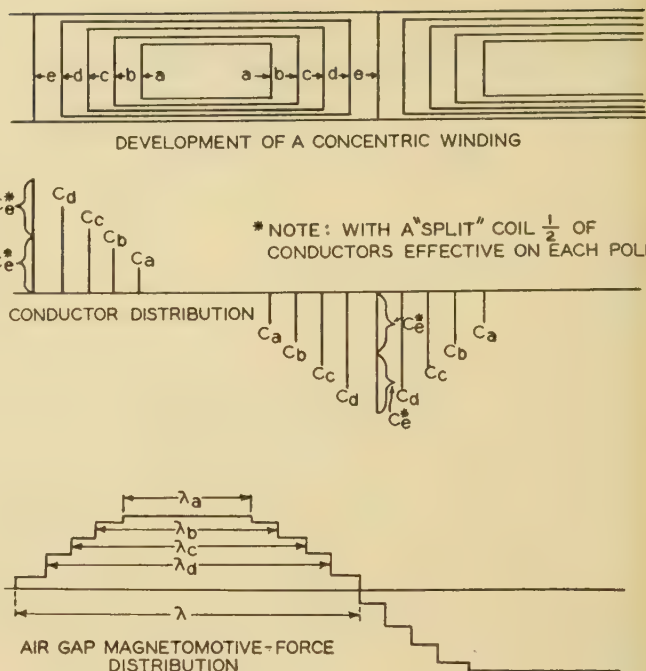 e d c b a a b c d e
DEVELOPMENT OF A CONCENTRIC WINDING
Ce* Cd
Cc
Ce* Cb
Ca
* NOTE: WITH A "SPLIT" COIL 1/2 OF
CONDUCTORS EFFECTIVE ON EACH POL
CONDUCTOR DISTRIBUTION
Ca Cb Cc Cd Ce* Cd Cc Cb Ca
Ce*
λa
λb
λc
λd
λ
AIR GAP MAGNETOMOTIVE-FORCE
DISTRIBUTION